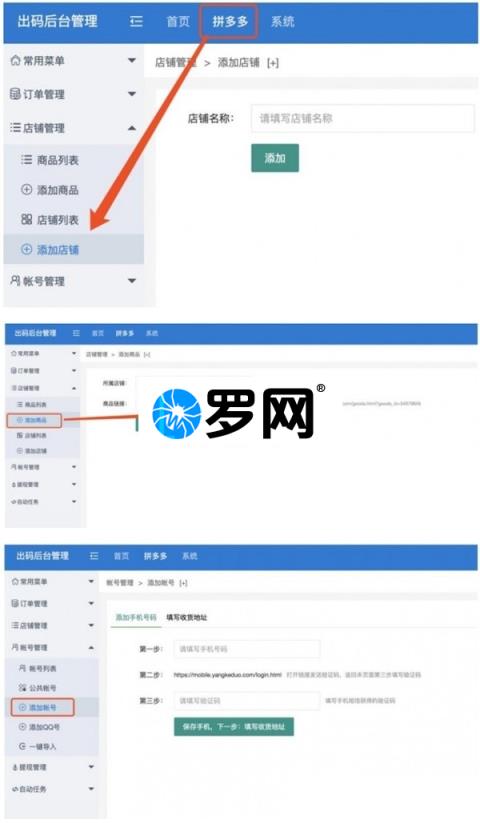 出码后台管理 首页 拼多多 系统
常用菜单 店铺管理 > 添加店铺 [+]
订单管理
店铺管理 店铺名称: 请填写店铺名称
商品列表 添加
添加商品
店铺列表
添加店铺
帐号管理
出码后台管理 首页 拼多多 系统
常用菜单 店铺管理 > 添加商品 [+]
订单管理
店铺管理 所属店铺:
商品列表 商品链接:
添加商品
店铺列表
添加店铺
帐号管理
提现管理
自动任务
罗网®
出码后台管理 首页 拼多多 系统
常用菜单 帐号管理 > 添加帐号 [+]
订单管理
店铺管理 添加手机号码 填写收货地址
帐号管理 第一步: 请填写手机号码
帐号列表 第二步: https://mobile.yangkeduo.com/login.html 打开链接发送验证码，返回本页面第三步填写验证码
公共帐号
添加帐号 第三步: 请填写验证码 填写手机短信获得的验证码
添加QQ号 保存手机，下一步：填写收货地址
一键导入
提现管理
自动任务